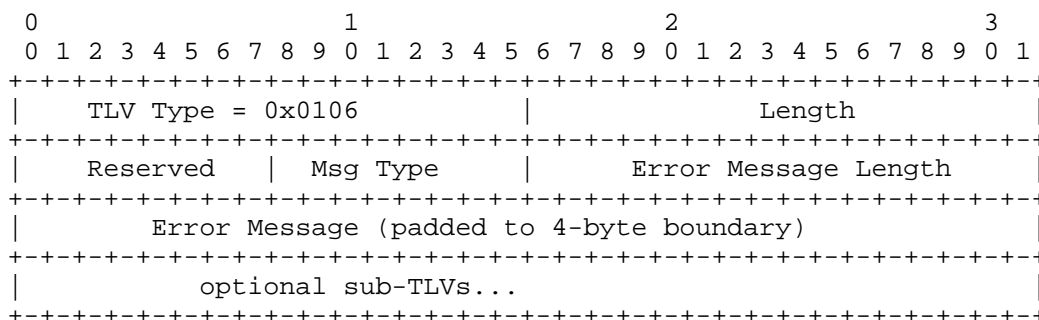 0                   1                   2                   3
0 1 2 3 4 5 6 7 8 9 0 1 2 3 4 5 6 7 8 9 0 1 2 3 4 5 6 7 8 9 0 1
+-+-+-+-+-+-+-+-+-+-+-+-+-+-+-+-+-+-+-+-+-+-+-+-+-+-+-+-+-+-+-+-+
|    TLV Type = 0x0106          |              Length           |
+-+-+-+-+-+-+-+-+-+-+-+-+-+-+-+-+-+-+-+-+-+-+-+-+-+-+-+-+-+-+-+-+
|    Reserved   |  Msg Type     |      Error Message Length     |
+-+-+-+-+-+-+-+-+-+-+-+-+-+-+-+-+-+-+-+-+-+-+-+-+-+-+-+-+-+-+-+-+
|        Error Message (padded to 4-byte boundary)              |
+-+-+-+-+-+-+-+-+-+-+-+-+-+-+-+-+-+-+-+-+-+-+-+-+-+-+-+-+-+-+-+-+
|           optional sub-TLVs...                                |
+-+-+-+-+-+-+-+-+-+-+-+-+-+-+-+-+-+-+-+-+-+-+-+-+-+-+-+-+-+-+-+-+